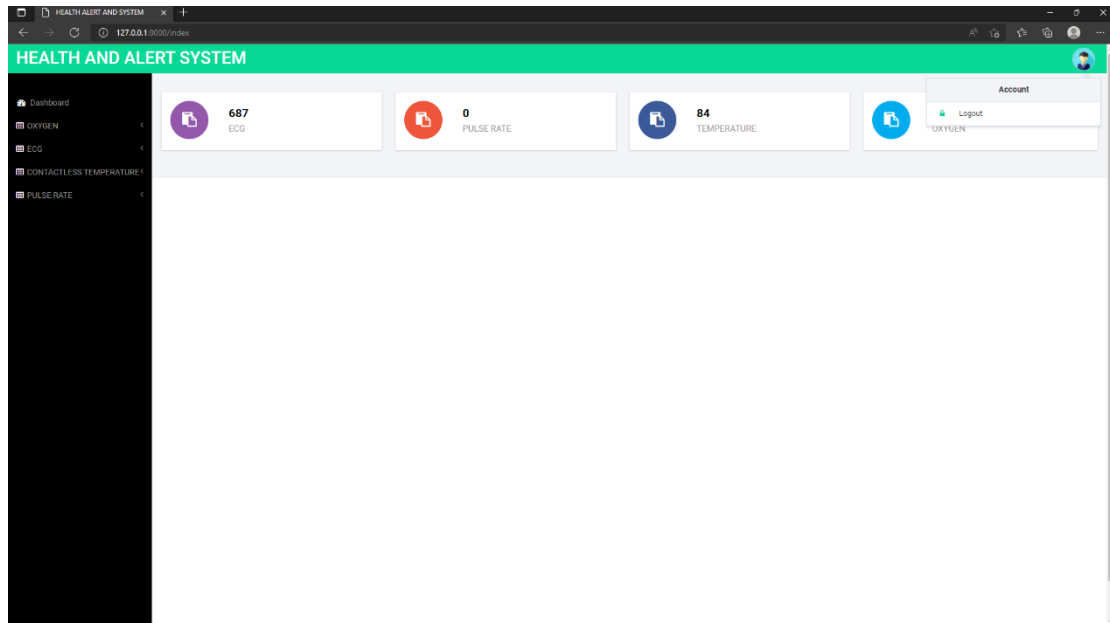 HEALTH ALERT AND SYSTEM
127.0.0.1:8000/index
HEALTH AND ALERT SYSTEM
Account
Logout
Dashboard
OXYGEN
ECG
CONTACTLESS TEMPERATURE
PULSE RATE
687
ECG
0
PULSE RATE
84
TEMPERATURE
OXYGEN